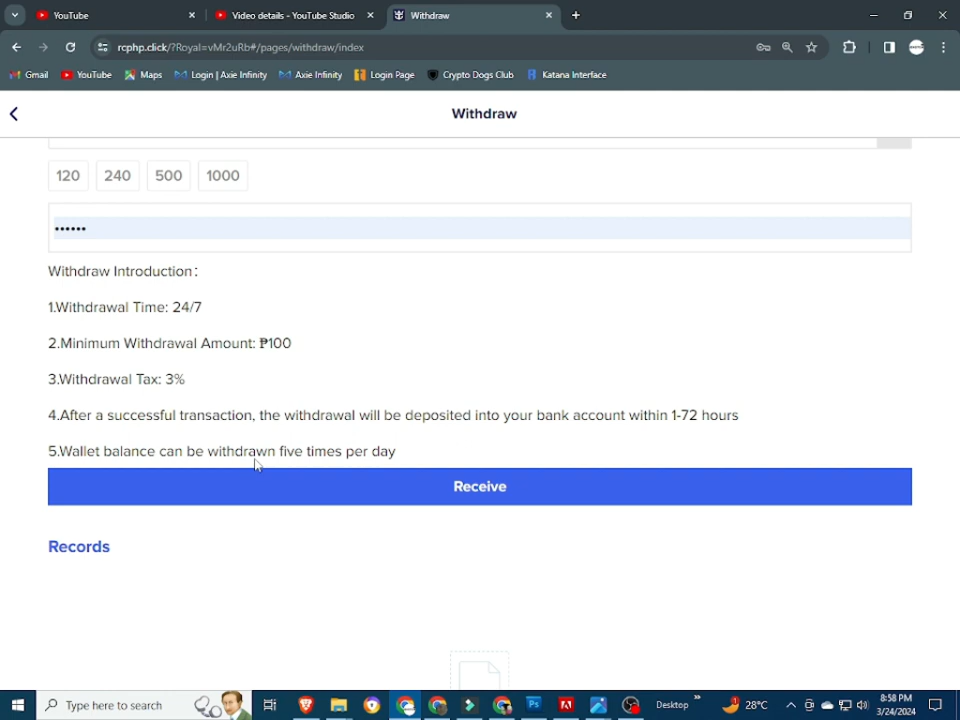 YouTube
Video details - YouTube Studio
Withdraw
rcphp.click/?Royal=vMr2uRb#/pages/withdraw/index
Gmail
YouTube
Maps
Login | Axie Infinity
Axie Infinity
Login Page
Crypto Dogs Club
Katana Interface
Withdraw
120
240
500
1000
••••••
Withdraw Introduction：
1.Withdrawal Time: 24/7
2.Minimum Withdrawal Amount: ₱100
3.Withdrawal Tax: 3%
4.After a successful transaction, the withdrawal will be deposited into your bank account within 1-72 hours
5.Wallet balance can be withdrawn five times per day
Receive
Records
Type here to search
Desktop
28°C
8:58 PM
3/24/2024